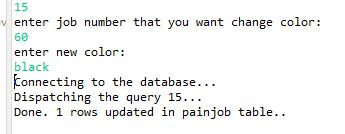 15
enter job number that you want change color:
60
enter new color:
black
Connecting to the database...
Dispatching the query 15...
Done. 1 rows updated in painjob table..